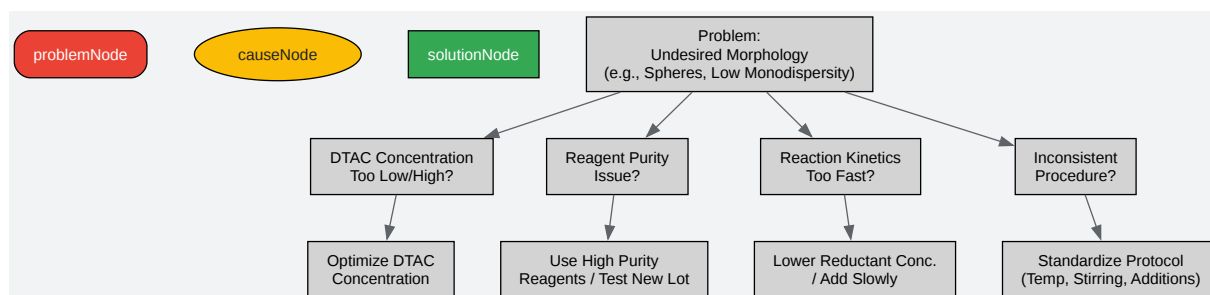 problemNode
causeNode
solutionNode
Problem:
Undesired Morphology
(e.g., Spheres, Low Monodispersity)
DTAC Concentration
Too Low/High?
Reagent Purity
Issue?
Reaction Kinetics
Too Fast?
Inconsistent
Procedure?
Optimize DTAC
Concentration
Use High Purity
Reagents / Test New Lot
Lower Reductant Conc.
/ Add Slowly
Standardize Protocol
(Temp, Stirring, Additions)